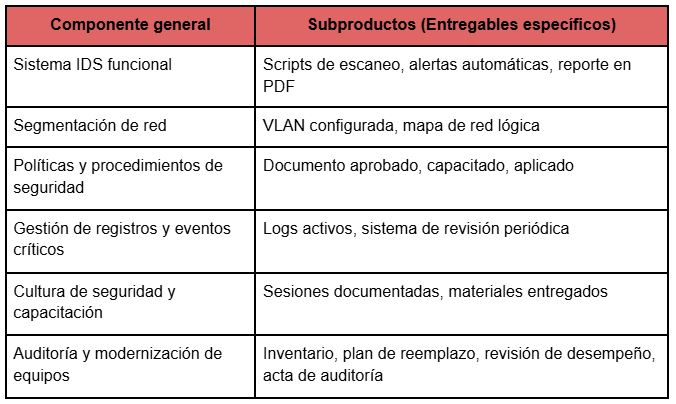 Componente general
Subproductos (Entregables específicos)
Sistema IDS funcional
Scripts de escaneo, alertas automáticas, reporte en
PDF
Segmentación de red
VLAN configurada, mapa de red lógica
Políticas y procedimientos de
seguridad
Documento aprobado, capacitado, aplicado
Gestión de registros y eventos
críticos
Logs activos, sistema de revisión periódica
Cultura de seguridad y
capacitación
Sesiones documentadas, materiales entregados
Auditoría y modernización de
equipos
Inventario, plan de reemplazo, revisión de desempeño,
acta de auditoría